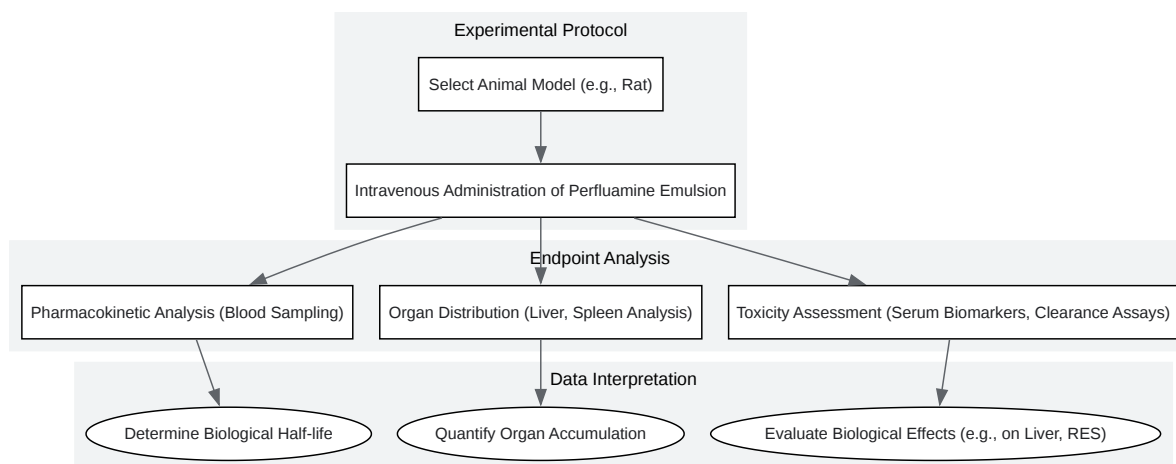 Experimental Protocol
Select Animal Model (e.g., Rat)
Intravenous Administration of Perfluamine Emulsion
Endpoint Analysis
Pharmacokinetic Analysis (Blood Sampling)
Organ Distribution (Liver, Spleen Analysis)
Toxicity Assessment (Serum Biomarkers, Clearance Assays)
Data Interpretation
Determine Biological Half-life
Quantify Organ Accumulation
Evaluate Biological Effects (e.g., on Liver, RES)